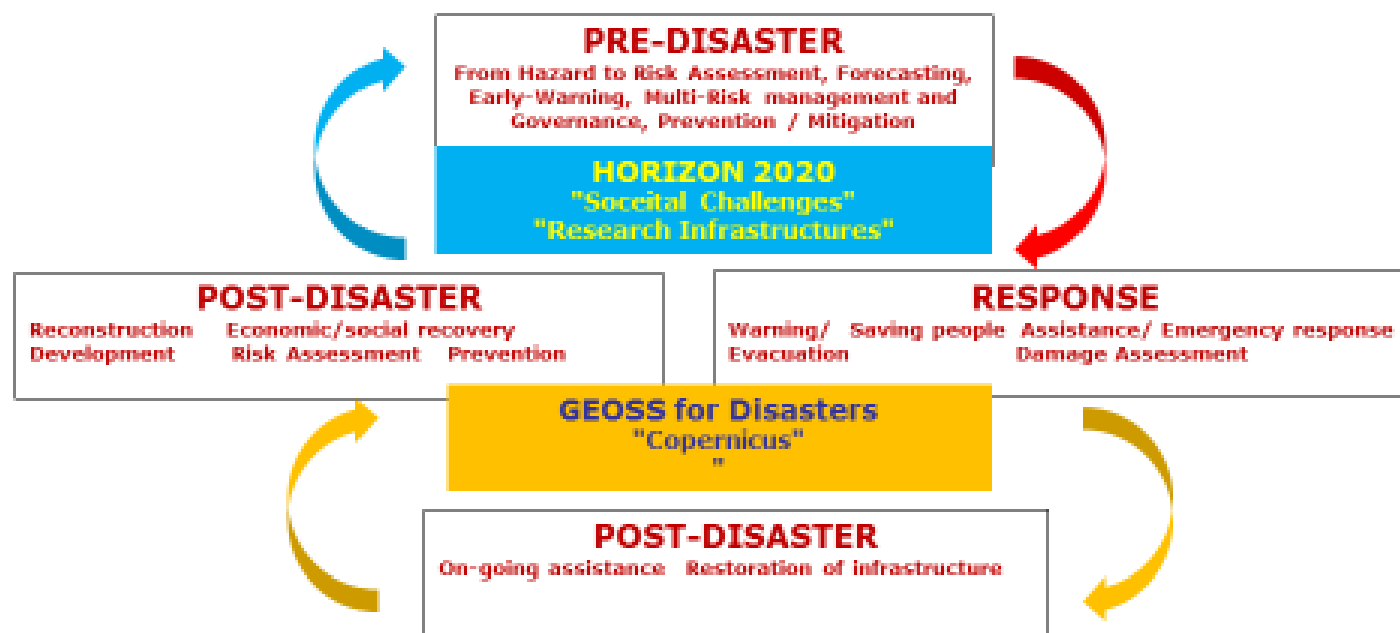 PRE-DISASTER
From Hazard to Risk Assessment, Forecasting,
Early-Warning, Multi-Risk management and
Governance, Prevention / Mitigation
HORIZON 2020
"Soceital Challenges"
"Research Infrastructures"
POST-DISASTER
Reconstruction Economic/social recovery
Development Risk Assessment Prevention
RESPONSE
Warning/ Saving people Assistance/ Emergency response
Evacuation Damage Assessment
GEOSS for Disasters
"Copernicus"
"
POST-DISASTER
On-going assistance Restoration of infrastructure